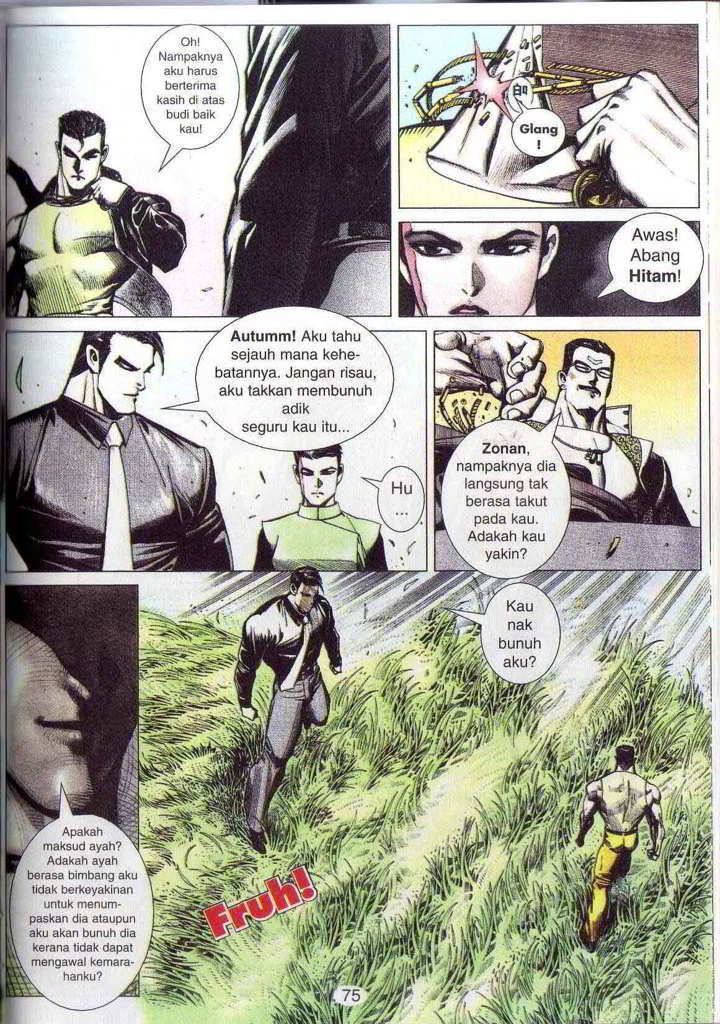 Oh!
Nampaknya
aku harus
berterima
kasih di atas
budi baik
kau!
Glang
!
Awas!
Abang
Hitam!
Autumm! Aku tahu
sejauh mana kehe-
batannya. Jangan risau,
aku takkan membunuh
adik
seguru kau itu...
Hu
...
Zonan,
nampaknya dia
langsung tak
berasa takut
pada kau.
Adakah kau
yakin?
Kau
nak
bunuh
aku?
Apakah
maksud ayah?
Adakah ayah
berasa bimbang aku
tidak berkeyakinan
untuk menum-
paskan dia ataupun
aku akan bunuh dia
kerana tidak dapat
mengawal kemara-
hanku?
Fruh!
75